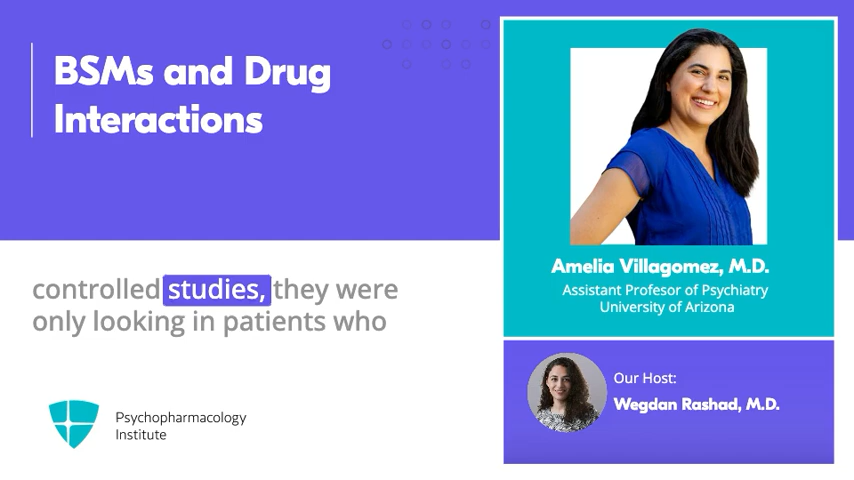 BSMs and Drug
Interactions
controlled studies, they were
only looking in patients who
Psychopharmacology
Institute
Amelia Villagomez, M.D.
Assistant Profesor of Psychiatry
University of Arizona
Our Host:
Wegdan Rashad, M.D.